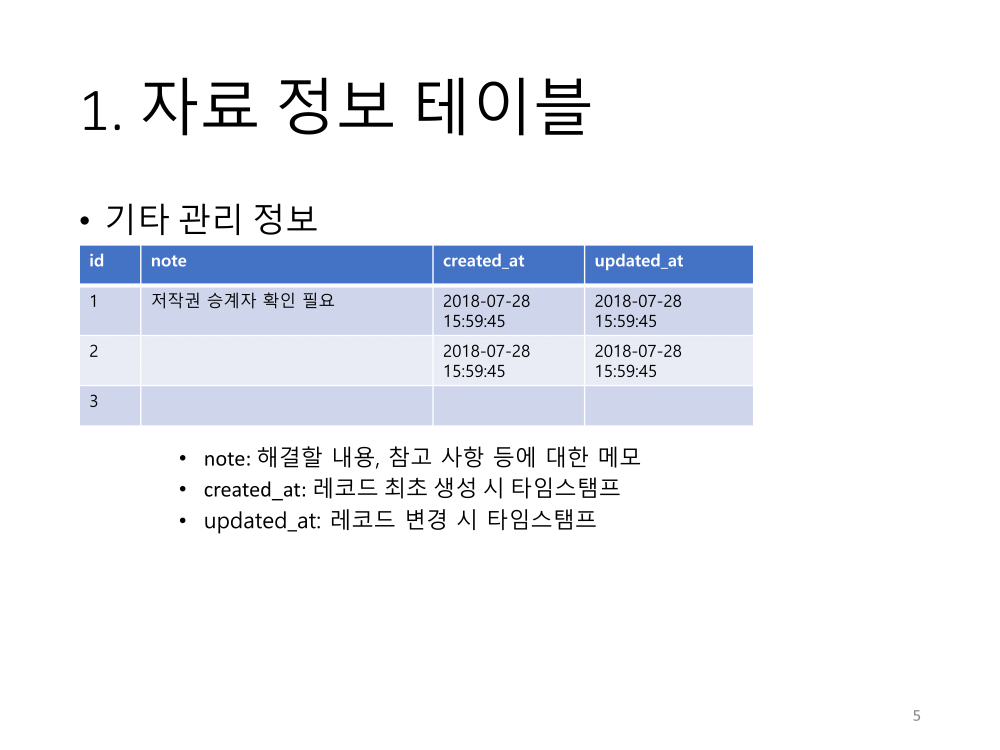 1. 자료 정보 테이블
• 기타 관리 정보
id note created_at updated_at
1 저작권 승계자 확인 필요 2018-07-28 2018-07-28
15:59:45 15:59:45
2 2018-07-28 2018-07-28
15:59:45 15:59:45
3
• note: 해결할 내용, 참고 사항 등에 대한 메모
• created_at: 레코드 최초 생성 시 타임스탬프
• updated_at: 레코드 변경 시 타임스탬프
5